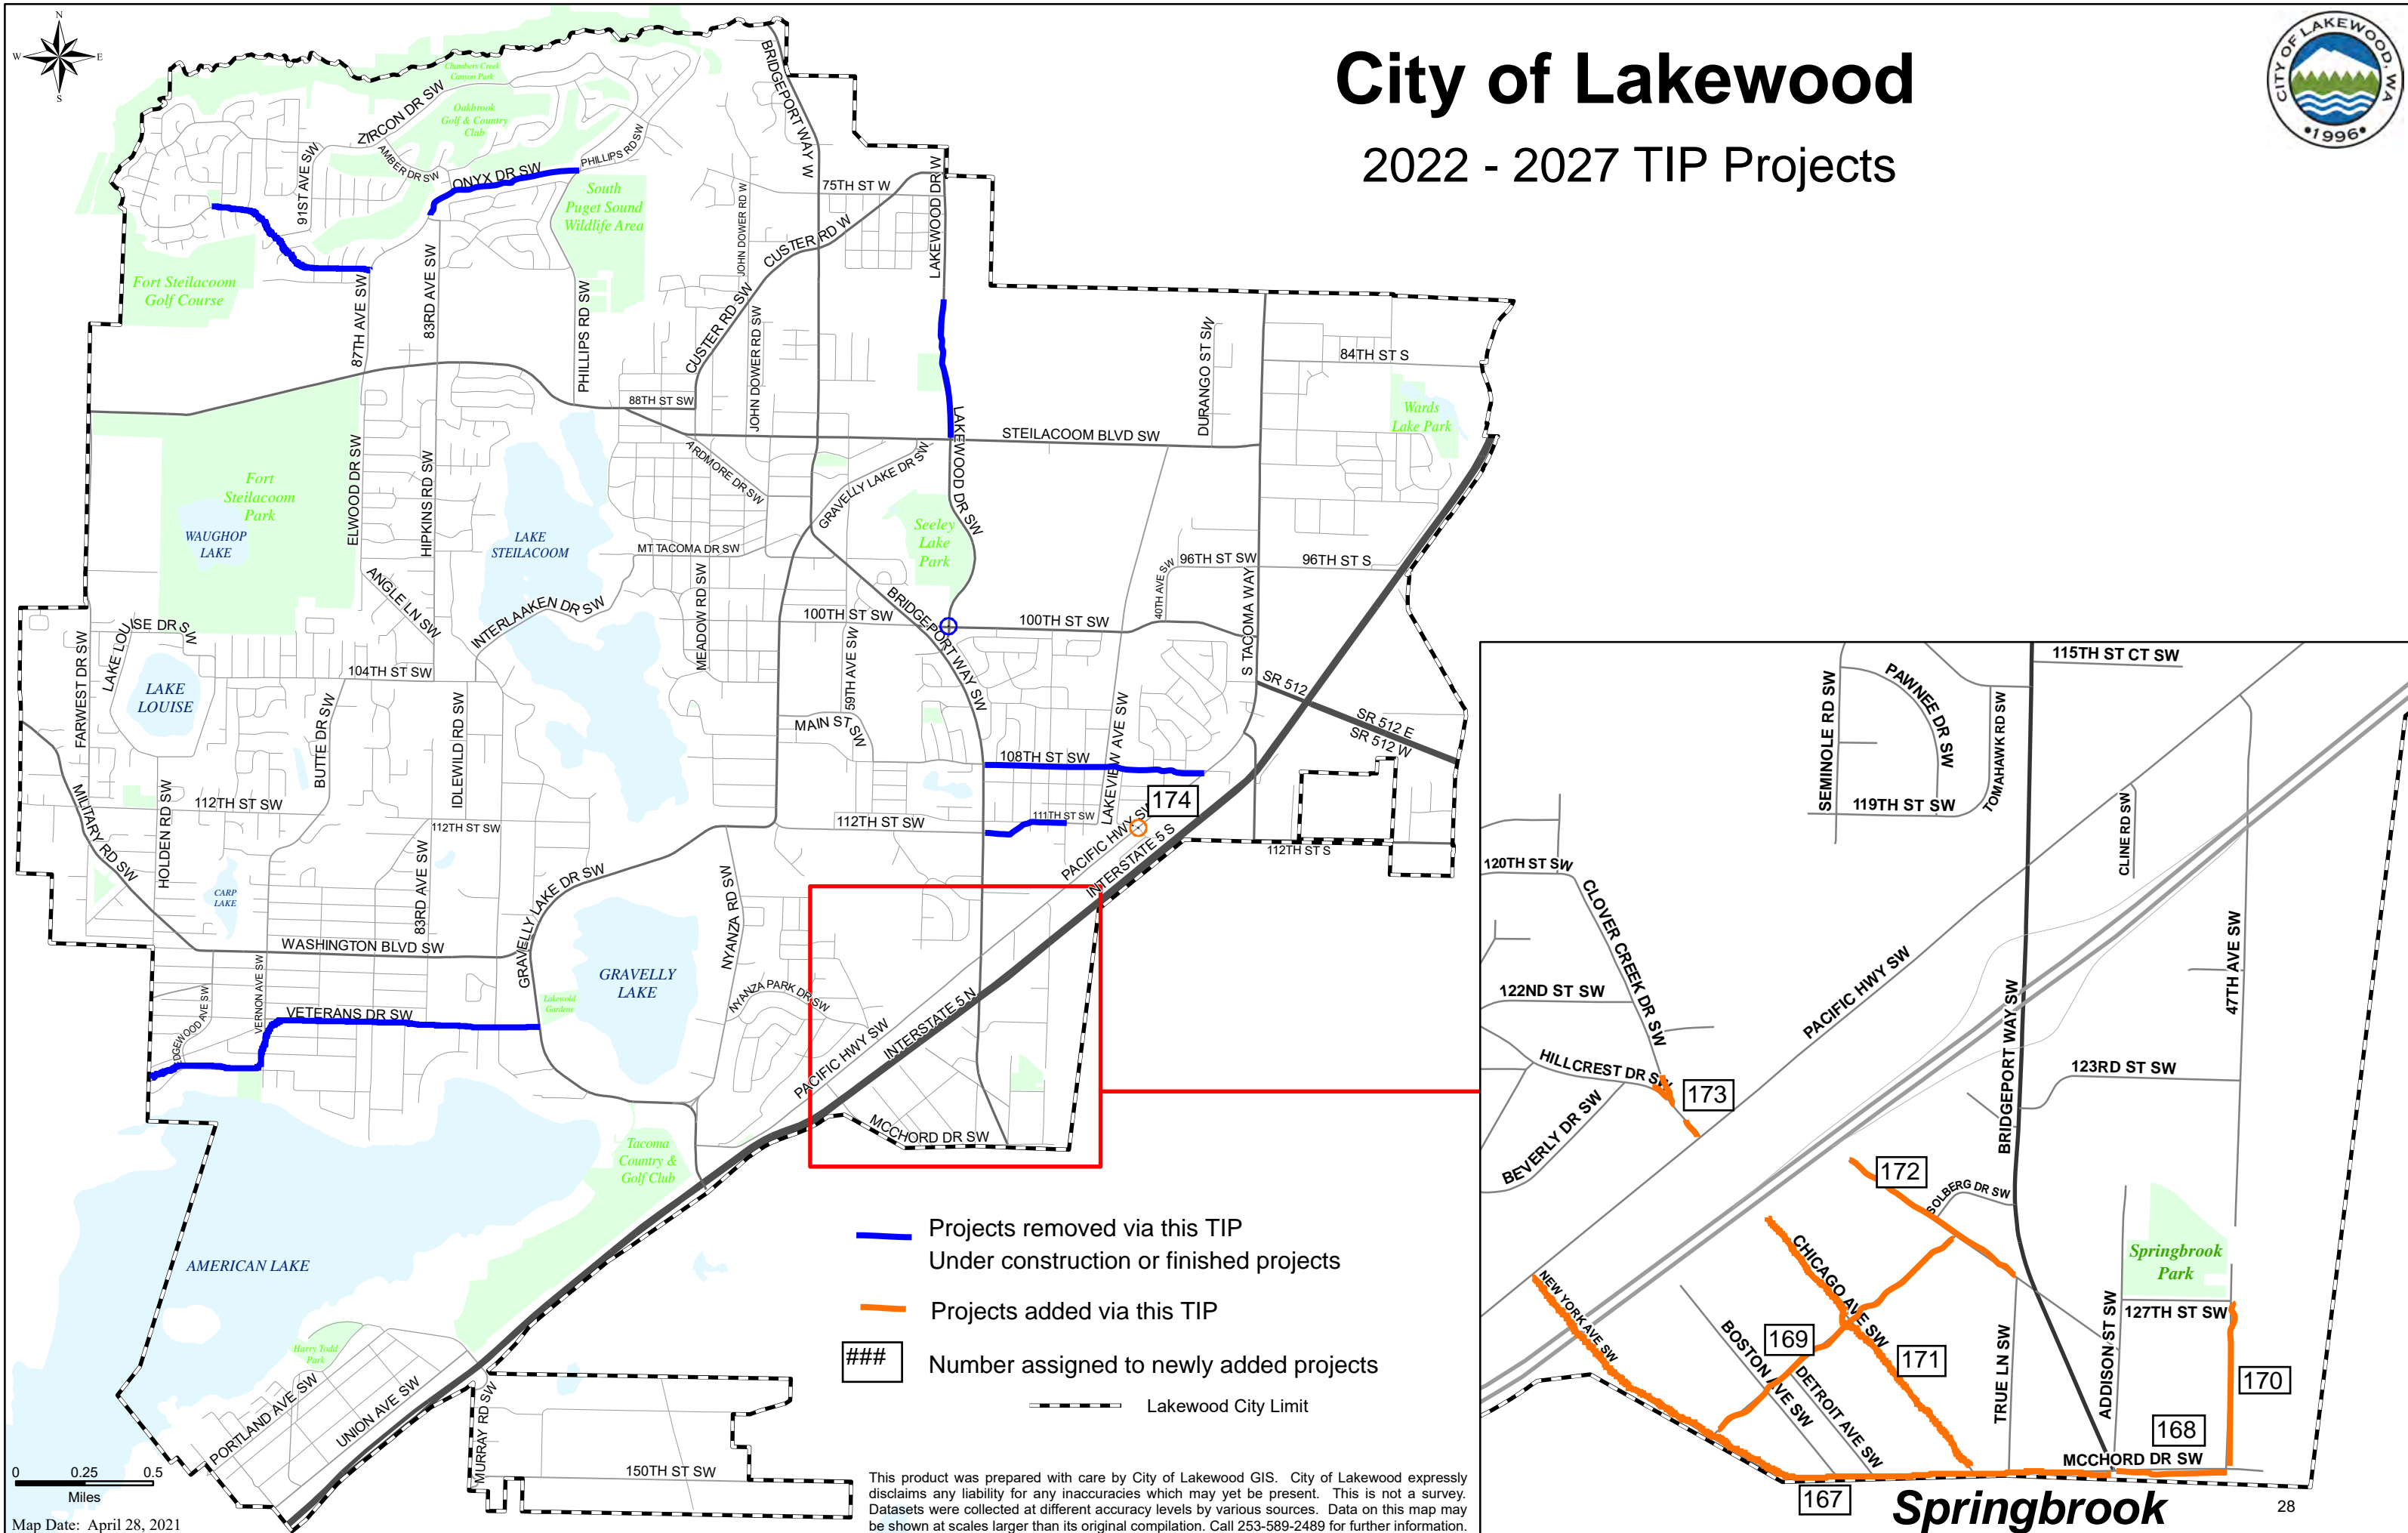 City of Lakewood
2022 - 2027 TIP Projects
CITY OF LAKEWOOD, WA
•1996•
N
W
E
S
Chambers Creek
Canyon Park
Oakbrook
Golf & Country
Club
ZIRCON DR SW
AMBER DR SW
ONYX DR SW
PHILLIPS RD SW
91ST AVE SW
BRIDGEPORT WAY W
South
Puget Sound
Wildlife Area
75TH ST W
JOHN DOWER RD W
CUSTER RD W
LAKEWOOD DR W
Fort Steilacoom
Golf Course
87TH AVE SW
83RD AVE SW
PHILLIPS RD SW
CUSTER RD SW
JOHN DOWER RD SW
88TH ST SW
DURANGO ST SW
84TH ST S
Wards
Lake Park
STEILACOOM BLVD SW
LAKEWOOD DR SW
ARDMORE DR SW
GRAVELLY LAKE DR SW
Fort
Steilacoom
Park
WAUGHOP
LAKE
ELWOOD DR SW
HIPKINS RD SW
LAKE
STEILACOOM
MT TACOMA DR SW
Seeley
Lake
Park
40TH AVE SW
96TH ST SW
96TH ST S
ANGLE LN SW
INTERLAAKEN DR SW
MEADOW RD SW
100TH ST SW
BRIDGEPORT WAY SW
100TH ST SW
S TACOMA WAY
LAKE LOUISE DR SW
FARWEST DR SW
LAKE
LOUISE
104TH ST SW
59TH AVE SW
SR 512
SR 512 E
SR 512 W
BUTTE DR SW
IDLEWILD RD SW
MAIN ST SW
108TH ST SW
LAKEVIEW AVE SW
174
MILITARY RD SW
HOLDEN RD SW
112TH ST SW
112TH ST SW
112TH ST SW
111TH ST SW
PACIFIC HWY SW
INTERSTATE 5 S
112TH ST S
CARP
LAKE
83RD AVE SW
GRAVELLY LAKE DR SW
NYANZA RD SW
WASHINGTON BLVD SW
GRAVELLY
LAKE
EDGEWOOD AVE SW
VERNON AVE SW
VETERANS DR SW
Lakewold
Gardens
NYANZA PARK DR SW
PACIFIC HWY SW
INTERSTATE 5 N
MCCHORD DR SW
Tacoma
Country &
Golf Club
AMERICAN LAKE
Harry Todd
Park
PORTLAND AVE SW
UNION AVE SW
MURRAY RD SW
150TH ST SW
Projects removed via this TIP
Under construction or finished projects
Projects added via this TIP
###
Number assigned to newly added projects
Lakewood City Limit
0 0.25 0.5
Miles
Map Date: April 28, 2021
This product was prepared with care by City of Lakewood GIS. City of Lakewood expressly
disclaims any liability for any inaccuracies which may yet be present. This is not a survey.
Datasets were collected at different accuracy levels by various sources. Data on this map may
be shown at scales larger than its original compilation. Call 253-589-2489 for further information.
115TH ST CT SW
SEMINOLE RD SW
PAWNEE DR SW
TOMAHAWK RD SW
119TH ST SW
CLINE RD SW
120TH ST SW
CLOVER CREEK DR SW
122ND ST SW
PACIFIC HWY SW
BRIDGEPORT WAY SW
47TH AVE SW
HILLCREST DR SW
173
123RD ST SW
BEVERLY DR SW
172
SOLBERG DR SW
CHICAGO AVE SW
Springbrook
Park
NEW YORK AVE SW
127TH ST SW
BOSTON AVE SW
169
171
DETROIT AVE SW
TRUE LN SW
ADDISON ST SW
170
168
MCCHORD DR SW
167
Springbrook
28